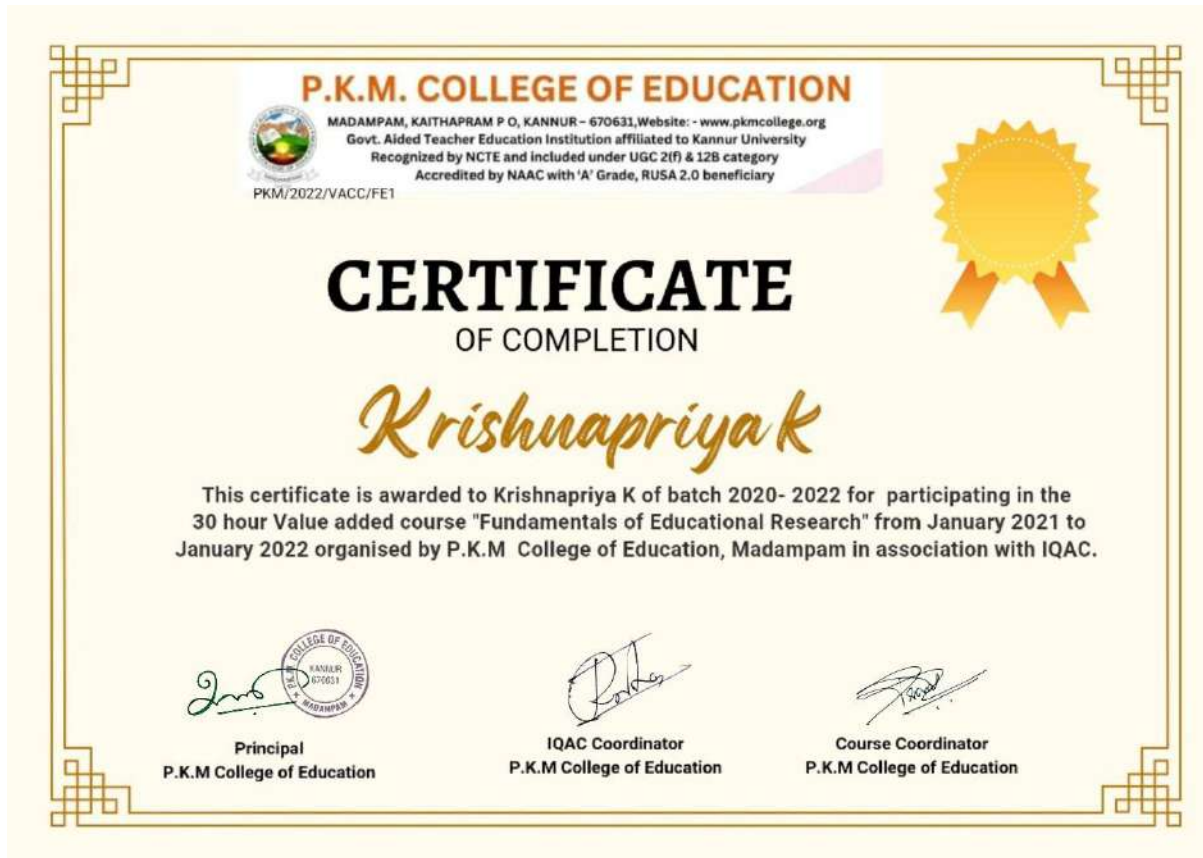 P.K.M. COLLEGE OF EDUCATION
MADAMPAM, KAITHAPRAM P O, KANNUR – 670631,Website: - www.pkmcollege.org
Govt. Aided Teacher Education Institution affiliated to Kannur University
Recognized by NCTE and included under UGC 2(f) & 12B category
Accredited by NAAC with ‘A’ Grade, RUSA 2.0 beneficiary
PKM/2022/VACC/FE1
CERTIFICATE
OF COMPLETION
Krishnapriya k
This certificate is awarded to Krishnapriya K of batch 2020- 2022 for participating in the
30 hour Value added course "Fundamentals of Educational Research" from January 2021 to
January 2022 organised by P.K.M College of Education, Madampam in association with IQAC.
P.K.M. COLLEGE OF EDUCATION
KANNUR
670631
MADAMPAM
Principal
P.K.M College of Education
IQAC Coordinator
P.K.M College of Education
Course Coordinator
P.K.M College of Education